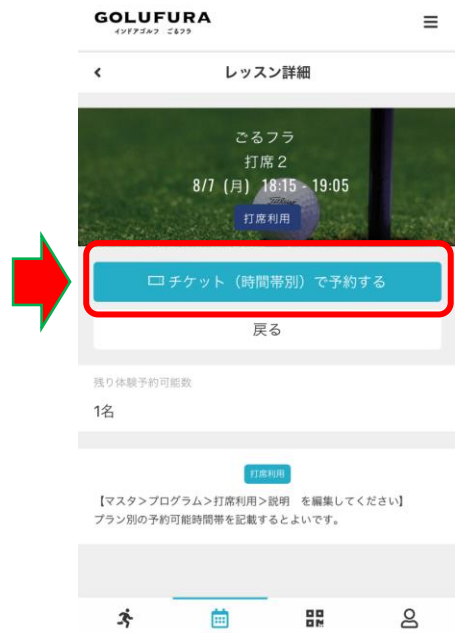 GOLUFURA
インドアゴルフ ごるフラ
レッスン詳細
ごるフラ
打席２
8/7 (月) 18:15 - 19:05
Titleist
打席利用
チケット（時間帯別）で予約する
戻る
残り体験予約可能数
1名
打席利用
【マスタ>プログラム>打席利用>説明　を編集してください】
プラン別の予約可能時間帯を記載するとよいです。